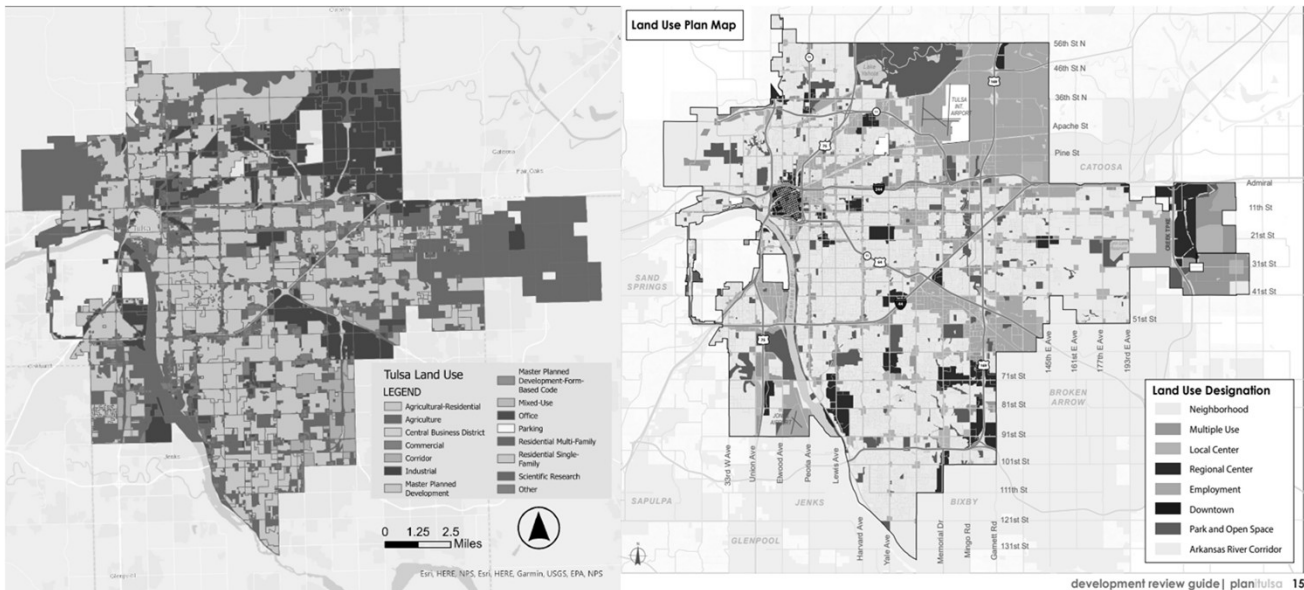 Tulsa Land Use
LEGEND
Agricultural-Residential
Agriculture
Central Business District
Commercial
Corridor
Industrial
Master Planned
Development
Master Planned
Development-Form-
Based Code
Mixed-Use
Office
Parking
Residential Multi-Family
Residential Single-
Family
Scientific Research
Other
0 1.25 2.5
Miles
Esri, HERE, NPS, Esri, HERE, Garmin, USGS, EPA, NPS
Jenks
Land Use Plan Map
56th St N
46th St N
36th St N
Apache St
Pine St
CATOOSA
Admiral
11th St
21st St
31st St
41st St
51st St
TULSA
INT.
AIRPORT
CREEK TPKE
SAND
SPRINGS
145th E Ave
161st E Ave
177th E Ave
193rd E Ave
71st St
81st St
91st St
101st St
111th St
121st St
131st St
BROKEN
ARROW
33rd W Ave
Union Ave
Elwood Ave
Peoria Ave
Lewis Ave
Harvard Ave
Yale Ave
Memorial Dr
Mingo Rd
Garnett Rd
SAPULPA
JENKS
BIXBY
GLENPOOL
Land Use Designation
Neighborhood
Multiple Use
Local Center
Regional Center
Employment
Downtown
Park and Open Space
Arkansas River Corridor
development review guide| planitulsa 15